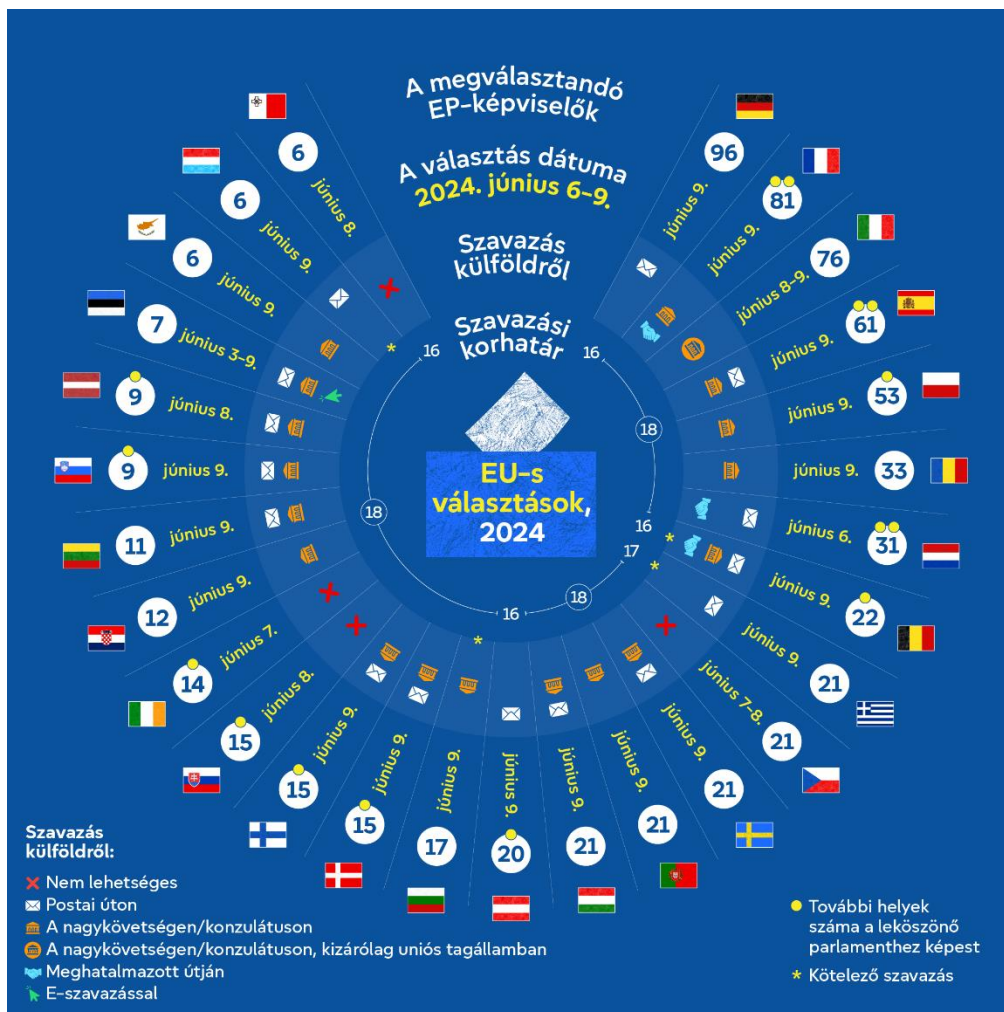 A megválasztandó
EP-képviselők
A választás dátuma
2024. június 6-9.
Szavazás
külföldről
Szavazási
korhatár
EU-s
választások,
2024
96
június 9.
81
június 9.
76
június 8-9.
61
június 9.
53
június 9.
33
június 9.
31
június 6.
22
június 9.
21
június 9.
21
június 7-8.
21
június 9.
21
június 9.
21
június 9.
20
június 9.
17
június 9.
15
június 9.
15
június 9.
15
június 8.
14
június 7.
12
június 9.
11
június 9.
9
június 9.
9
június 8.
7
június 3-9.
6
június 9.
6
június 9.
6
június 8.
16
18
16
17
18
16
18
16
Szavazás
külföldről:
Nem lehetséges
Postai úton
A nagykövetségen/konzulátuson
A nagykövetségen/konzulátuson, kizárólag uniós tagállamban
Meghatalmazott útján
E-szavazással
További helyek
száma a leköszönő
parlamenthez képest
* Kötelező szavazás